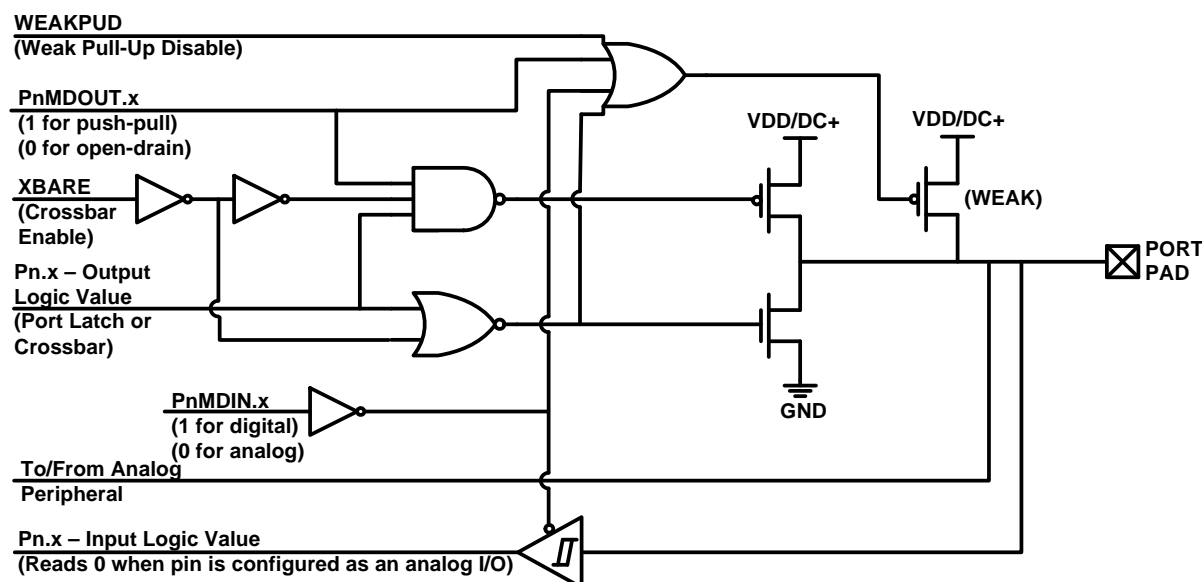 WEAKPUD
(Weak Pull-Up Disable)
PnMDOUT.x
(1 for push-pull)
(0 for open-drain)
XBARE
(Crossbar
Enable)
Pn.x – Output
Logic Value
(Port Latch or
Crossbar)
PnMDIN.x
(1 for digital)
(0 for analog)
To/From Analog
Peripheral
Pn.x – Input Logic Value
(Reads 0 when pin is configured as an analog I/O)
VDD/DC+
VDD/DC+
(WEAK)
PORT
PAD
GND